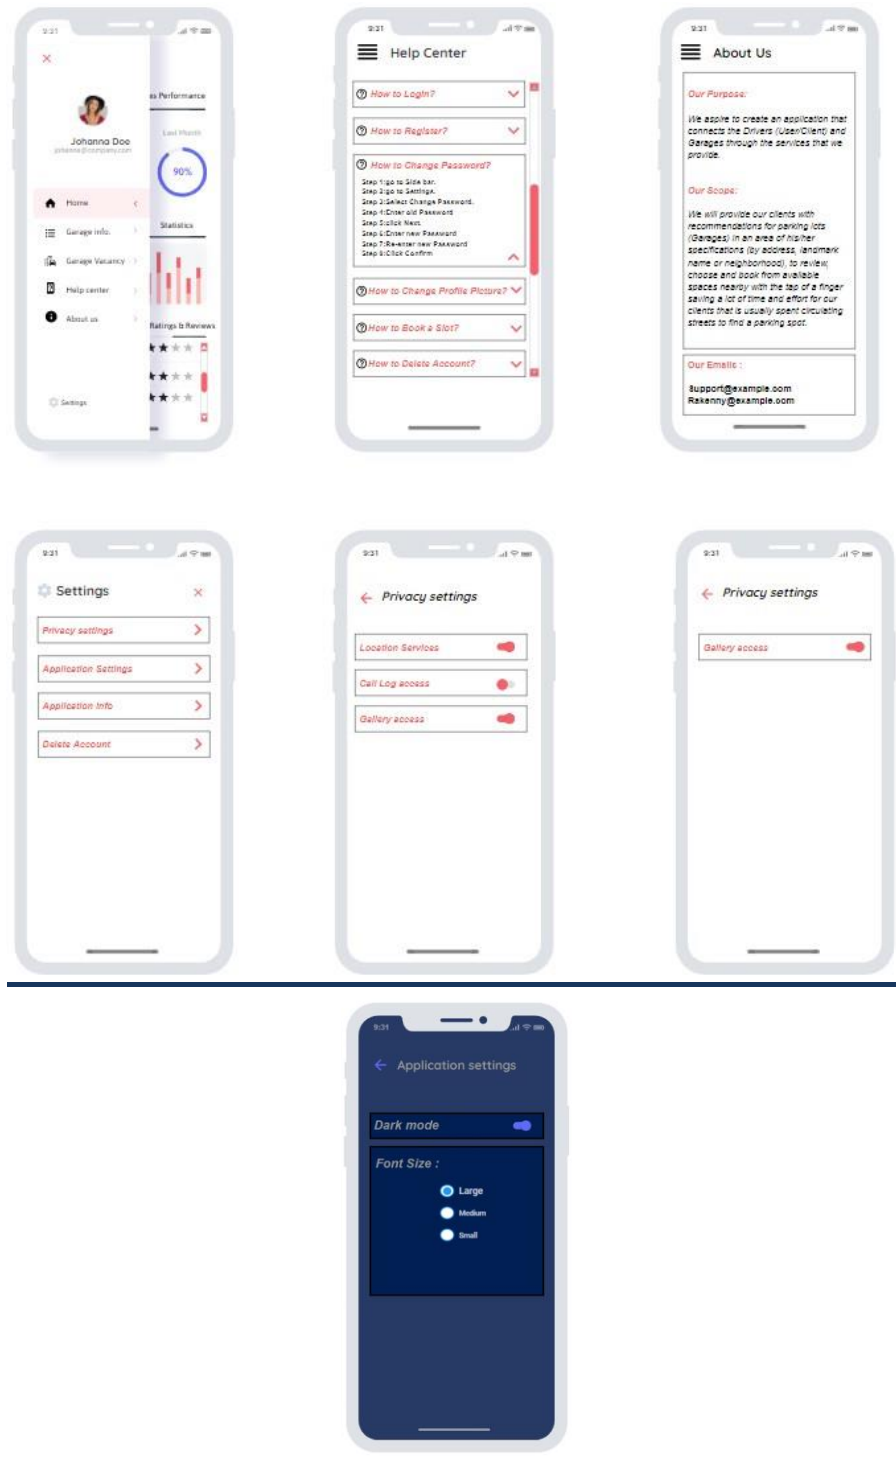 9:31
Johanna Doe
johanna@company.com
Home
Garage info.
Garage Vacancy
Help center
About us
Settings
ss Performance
Last Month
90%
Statistics
Ratings & Reviews
9:31
Help Center
How to Login?
How to Register?
How to Change Password?
Step 1:go to Side bar.
Step 2:go to Settings.
Step 3:Select Change Password.
Step 4:Enter old Password
Step 5:click Next.
Step 6:Enter new Password
Step 7:Re-enter new Password
Step 8:Click Confirm
How to Change Profile Picture?
How to Book a Slot?
How to Delete Account?
9:31
About Us
Our Purpose:
We aspire to create an application that
connects the Drivers (User/Client) and
Garages through the services that we
provide.
Our Scope:
We will provide our clients with
recommendations for parking lots
(Garages) in an area of his/her
specifications (by address, landmark
name or neighborhood), to review,
choose and book from available
spaces nearby with the tap of a finger
saving a lot of time and effort for our
clients that is usually spent circulating
streets to find a parking spot.
Our Emails :
Support@example.com
Rakenny@example.com
9:31
Settings
Privacy settings
Application Settings
Application Info
Delete Account
9:31
Privacy settings
Location Services
Call Log access
Gallery access
9:31
Privacy settings
Gallery access
9:31
Application settings
Dark mode
Font Size :
Large
Medium
Small